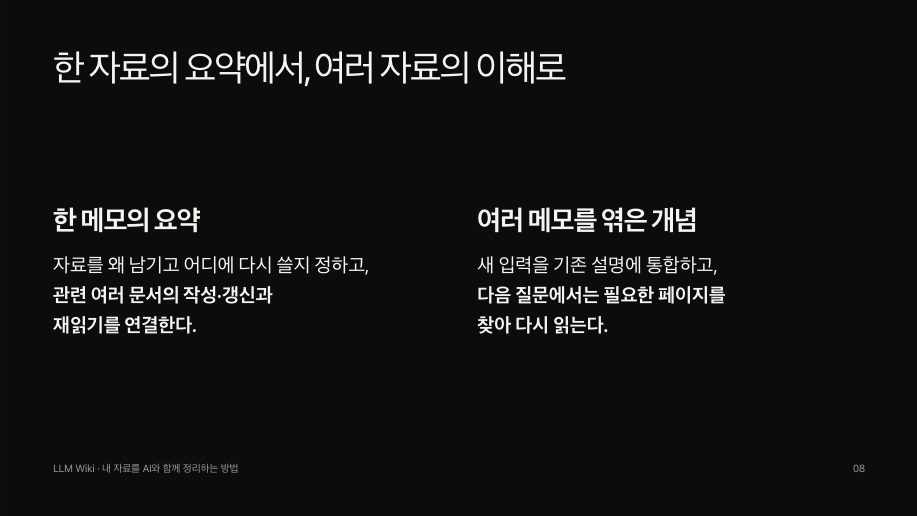 한 자료의 요약에서, 여러 자료의 이해로
한 메모의 요약
자료를 왜 남기고 어디에 다시 쓸지 정하고,
관련 여러 문서의 작성·갱신과
재읽기를 연결한다.
여러 메모를 엮은 개념
새 입력을 기존 설명에 통합하고,
다음 질문에서는 필요한 페이지를
찾아 다시 읽는다.
LLM Wiki · 내 자료를 AI와 함께 정리하는 방법
08